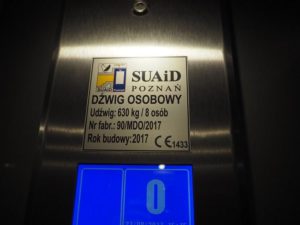 SUAiD
POZNAŃ
DŹWIG OSOBOWY
Udźwig: 630 kg / 8 osób
Nr fabr.: 90/MDO/2017
Rok budowy: 2017 CE 1433
0